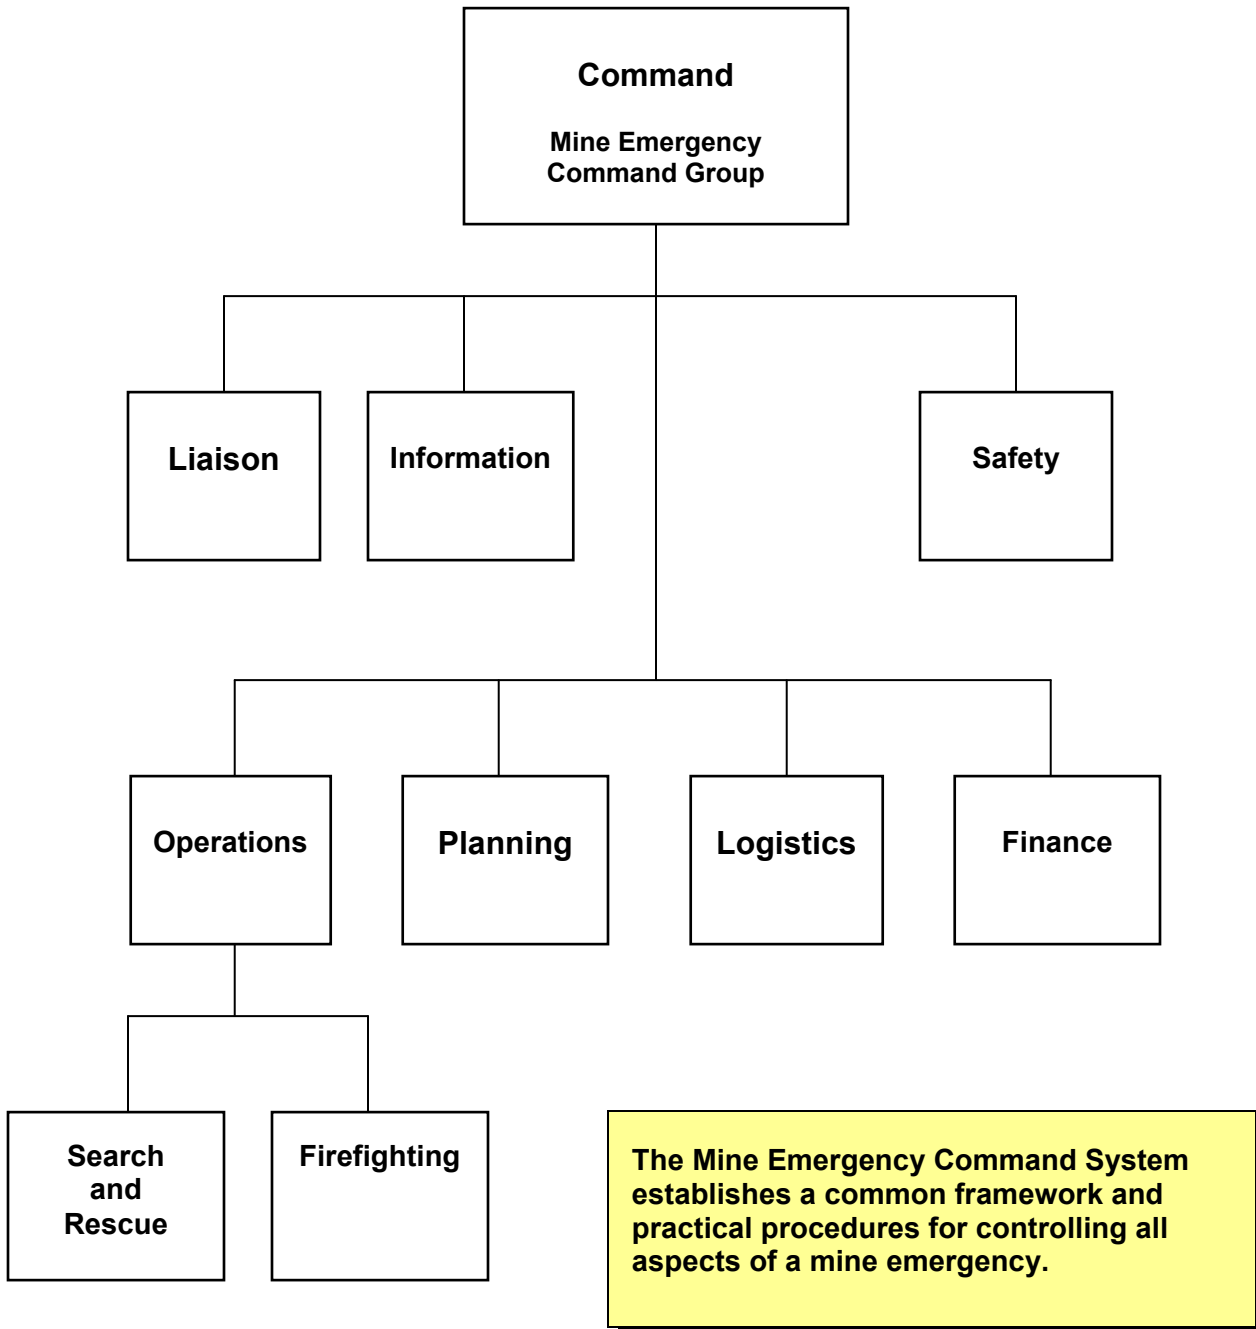 Command
Mine Emergency
Command Group
Liaison
Information
Safety
Operations
Planning
Logistics
Finance
Search
and
Rescue
Firefighting
The Mine Emergency Command System
establishes a common framework and
practical procedures for controlling all
aspects of a mine emergency.